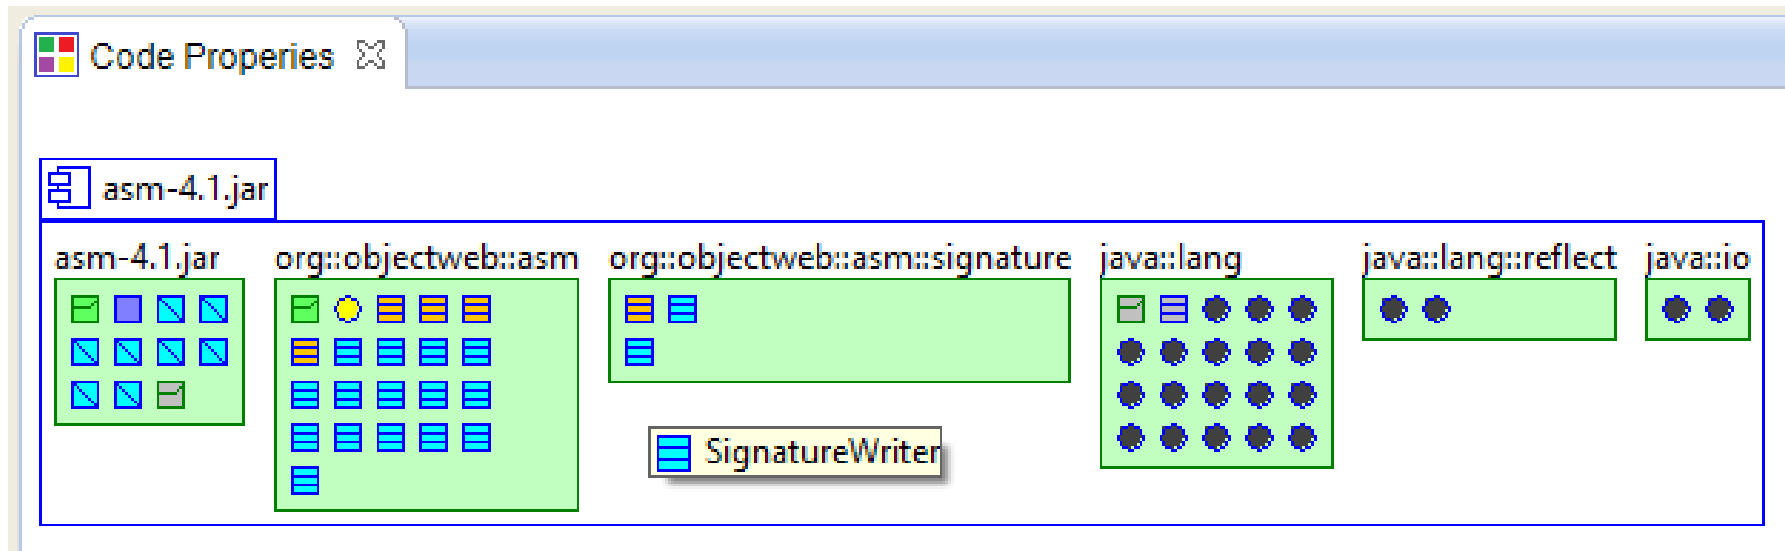 Code Properies
asm-4.1.jar
asm-4.1.jar org::objectweb::asm org::objectweb::asm::signature java::lang java::lang::reflect java::io
SignatureWriter